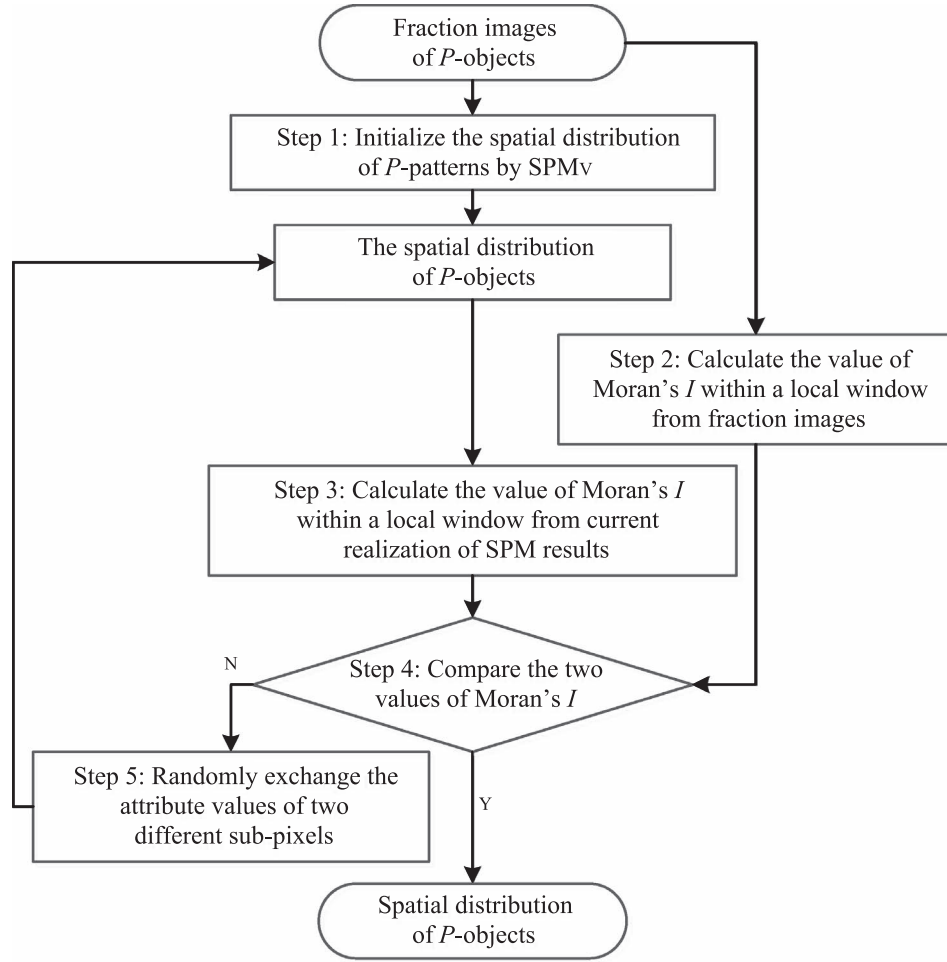 Fraction images
of P-objects
Step 1: Initialize the spatial distribution
of P-patterns by SPMv
The spatial distribution
of P-objects
Step 2: Calculate the value of
Moran’s I within a local window
from fraction images
Step 3: Calculate the value of Moran’s I
within a local window from current
realization of SPM results
Step 4: Compare the two
values of Moran’s I
N
Step 5: Randomly exchange the
attribute values of two
different sub-pixels
Y
Spatial distribution
of P-objects